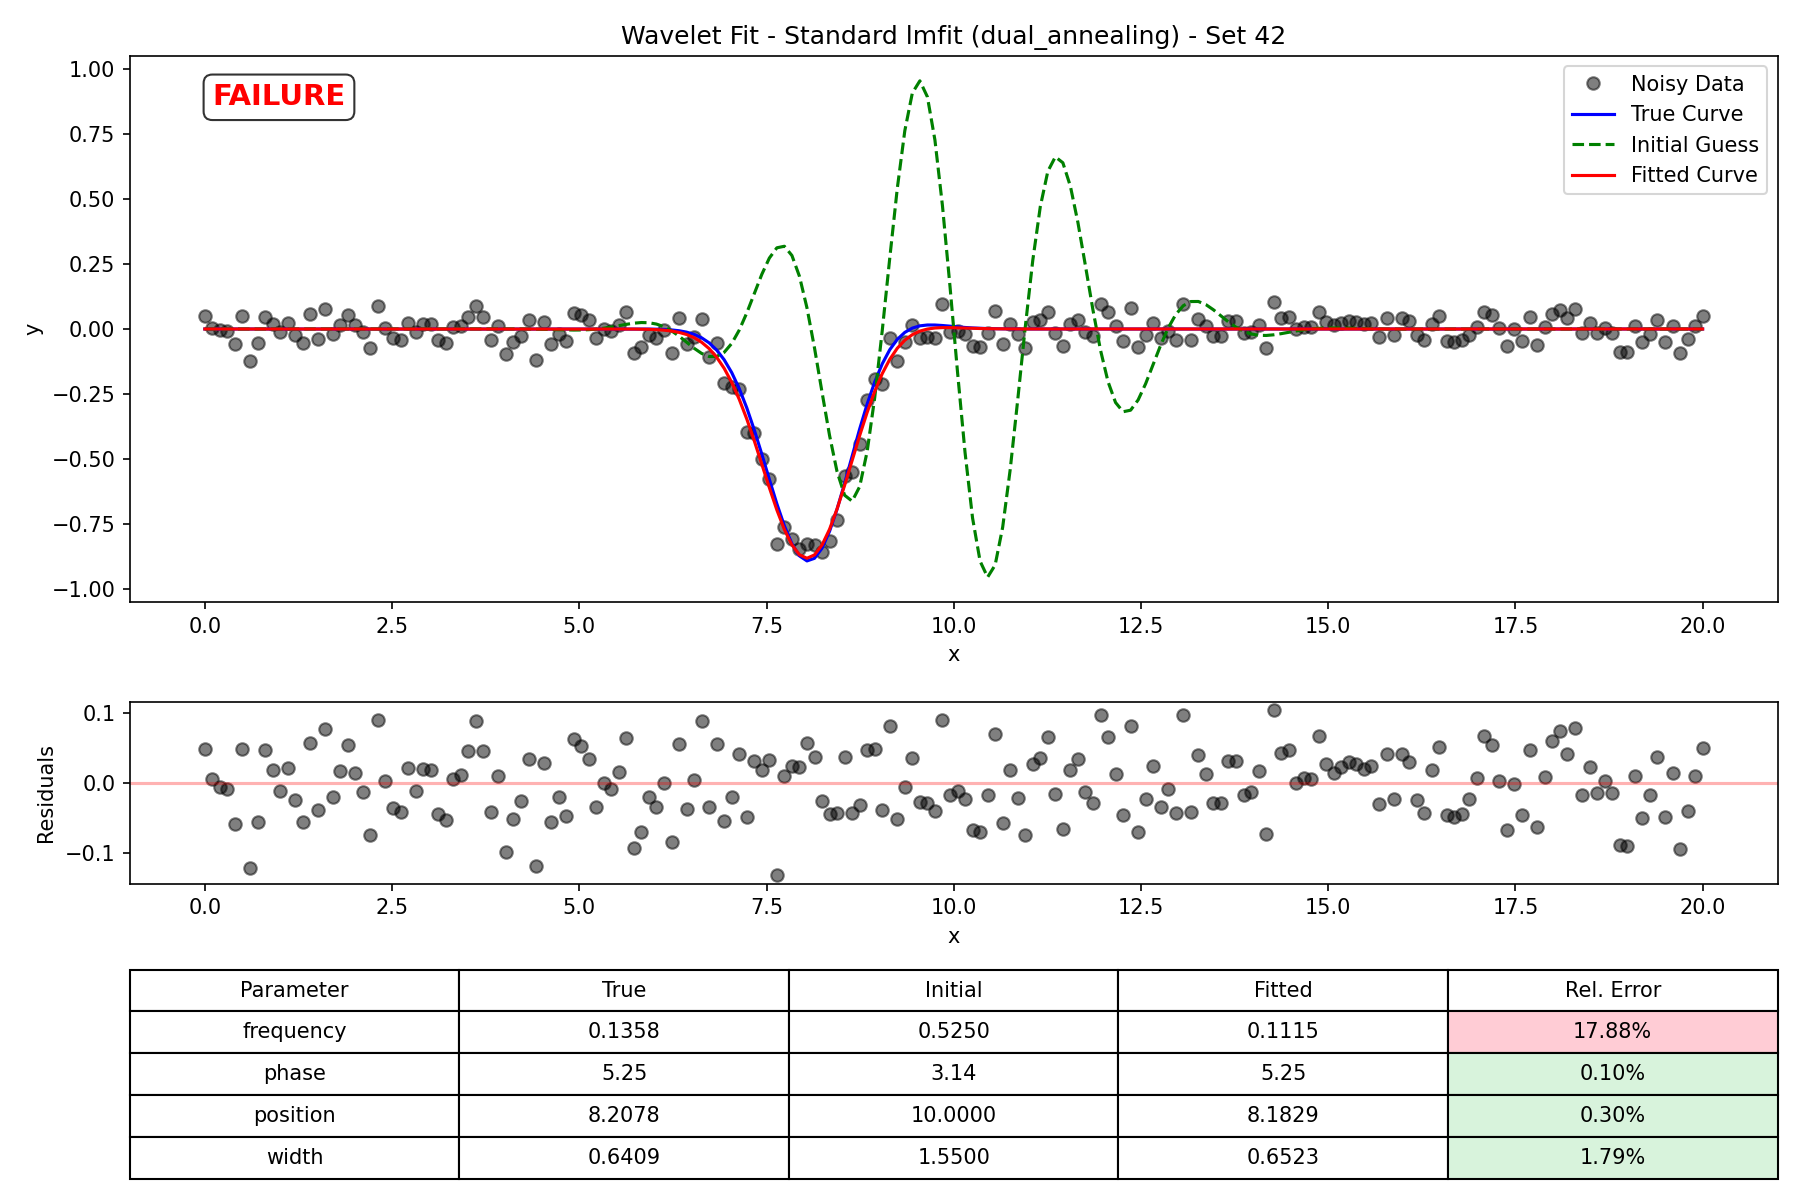 Wavelet Fit - Standard lmfit (dual_annealing) - Set 42
FAILURE
Noisy Data
True Curve
Initial Guess
Fitted Curve
y
1.00
0.75
0.50
0.25
0.00
−0.25
−0.50
−0.75
−1.00
0.0 2.5 5.0 7.5 10.0 12.5 15.0 17.5 20.0
x
Residuals
0.1
0.0
−0.1
0.0 2.5 5.0 7.5 10.0 12.5 15.0 17.5 20.0
x
Parameter True Initial Fitted Rel. Error
frequency 0.1358 0.5250 0.1115 17.88%
phase 5.25 3.14 5.25 0.10%
position 8.2078 10.0000 8.1829 0.30%
width 0.6409 1.5500 0.6523 1.79%